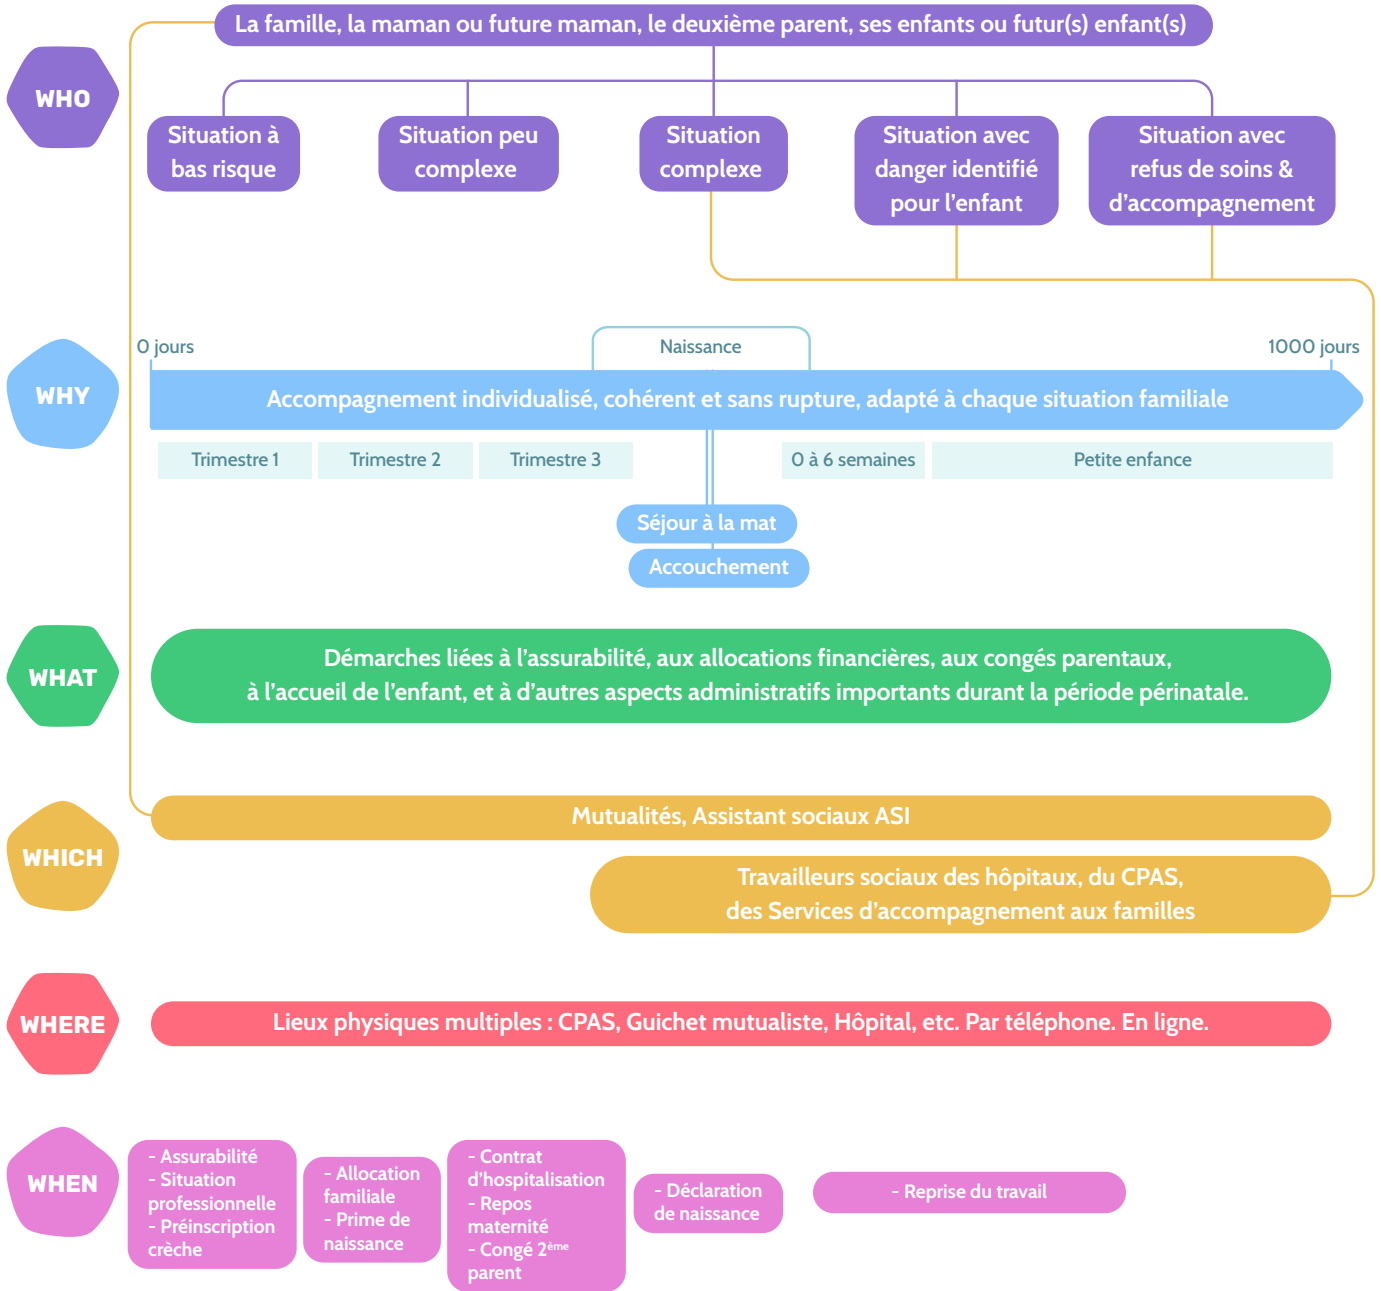 La famille, la maman ou future maman, le deuxième parent, ses enfants ou futur(s) enfant(s)
WHO
Situation à
bas risque
Situation peu
complexe
Situation
complexe
Situation avec
danger identifié
pour l'enfant
Situation avec
refus de soins &
d'accompagnement
0 jours
Naissance
1000 jours
WHY
Accompagnement individualisé, cohérent et sans rupture, adapté à chaque situation familiale
Trimestre 1
Trimestre 2
Trimestre 3
0 à 6 semaines
Petite enfance
Séjour à la mat
Accouchement
WHAT
Démarches liées à l'assurabilité, aux allocations financières, aux congés parentaux,
à l'accueil de l'enfant, et à d'autres aspects administratifs importants durant la période périnatale.
WHICH
Mutualités, Assistant sociaux ASI
Travailleurs sociaux des hôpitaux, du CPAS,
des Services d'accompagnement aux familles
WHERE
Lieux physiques multiples : CPAS, Guichet mutualiste, Hôpital, etc. Par téléphone. En ligne.
WHEN
- Assurabilité
- Situation
professionnelle
- Préinscription
crèche
- Allocation
familiale
- Prime de
naissance
- Contrat
d'hospitalisation
- Repos
maternité
- Congé 2ème
parent
- Déclaration
de naissance
- Reprise du travail